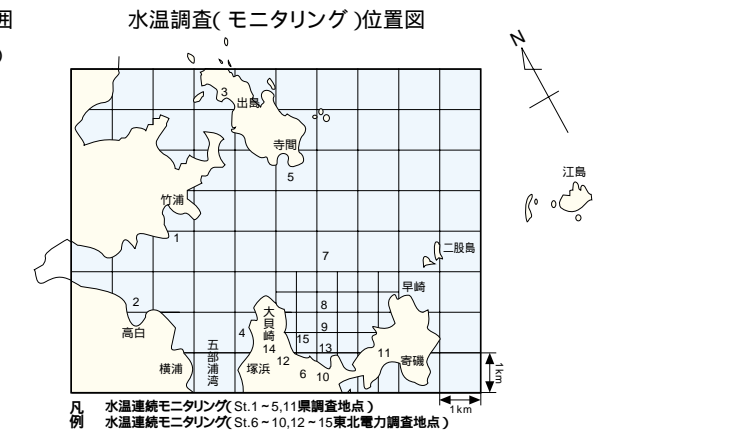 囲
)
水温調査( モニタリング )位置図
N
3
出島
寺間
5
江島
竹浦
1
7
二股島
早崎
2
8
大貝崎
9
高白
4
15
13
五部浦湾
14
12
11
横浦
塚浜
6
10
寄磯
1km
1km
凡例
水温連続モニタリング(St.1~5,11県調査地点)
水温連続モニタリング(St.6~10,12~15東北電力調査地点)